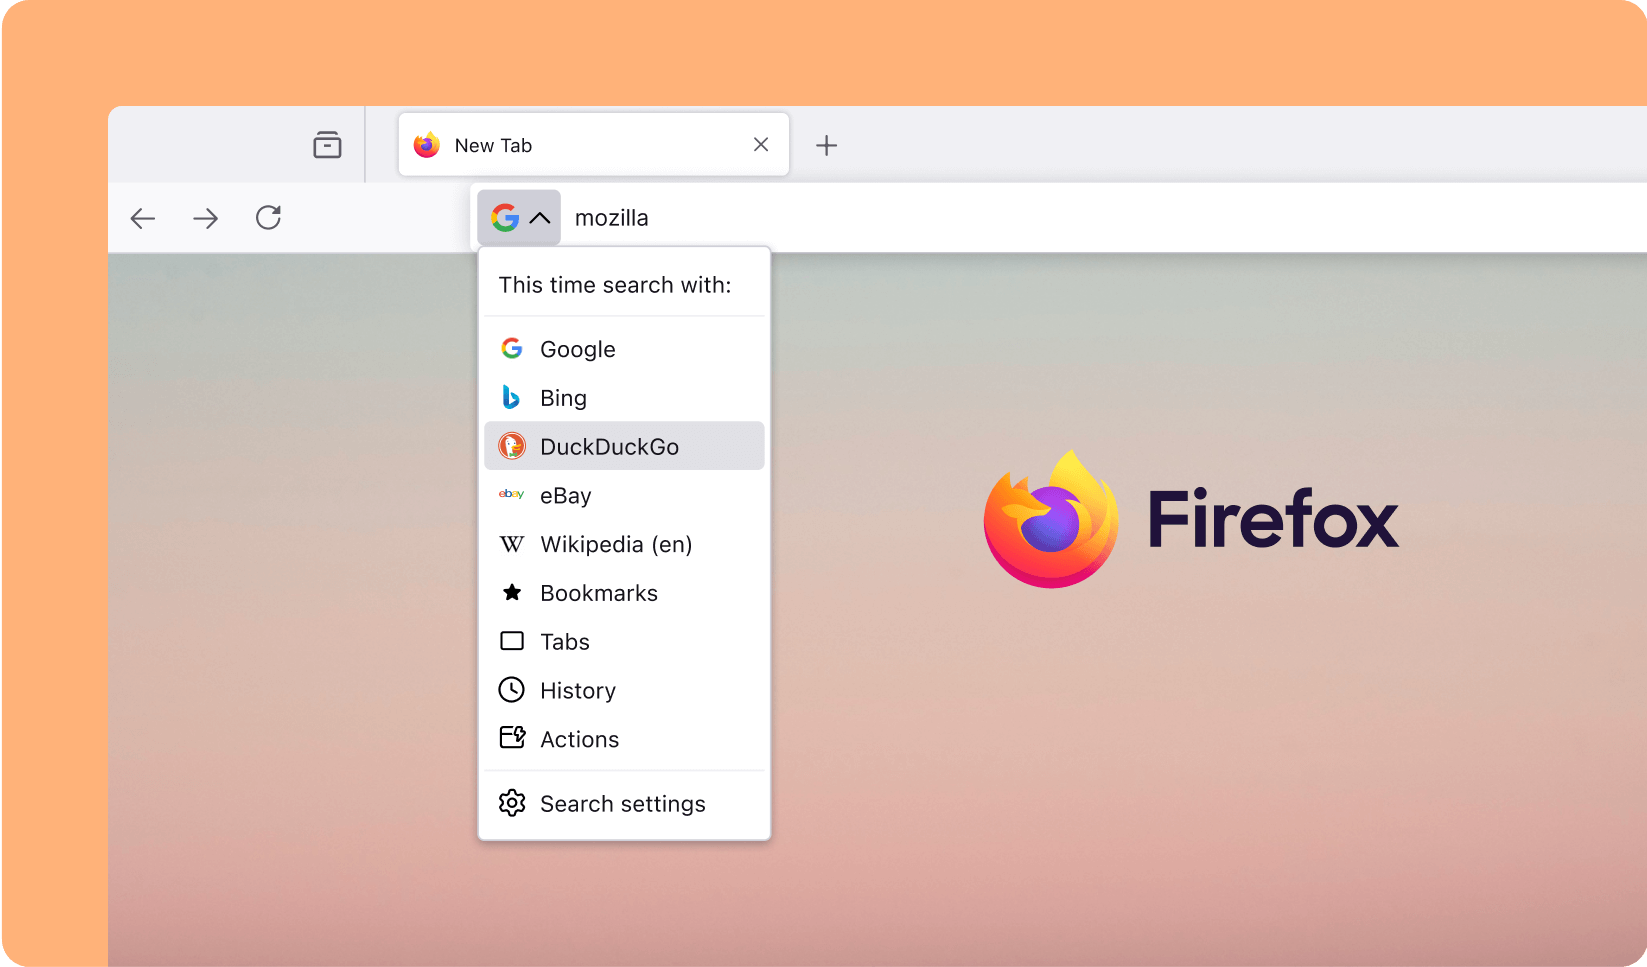 New Tab
mozilla
This time search with:
Google
Bing
DuckDuckGo
ebay eBay
W Wikipedia (en)
Bookmarks
Tabs
History
Actions
Search settings
Firefox